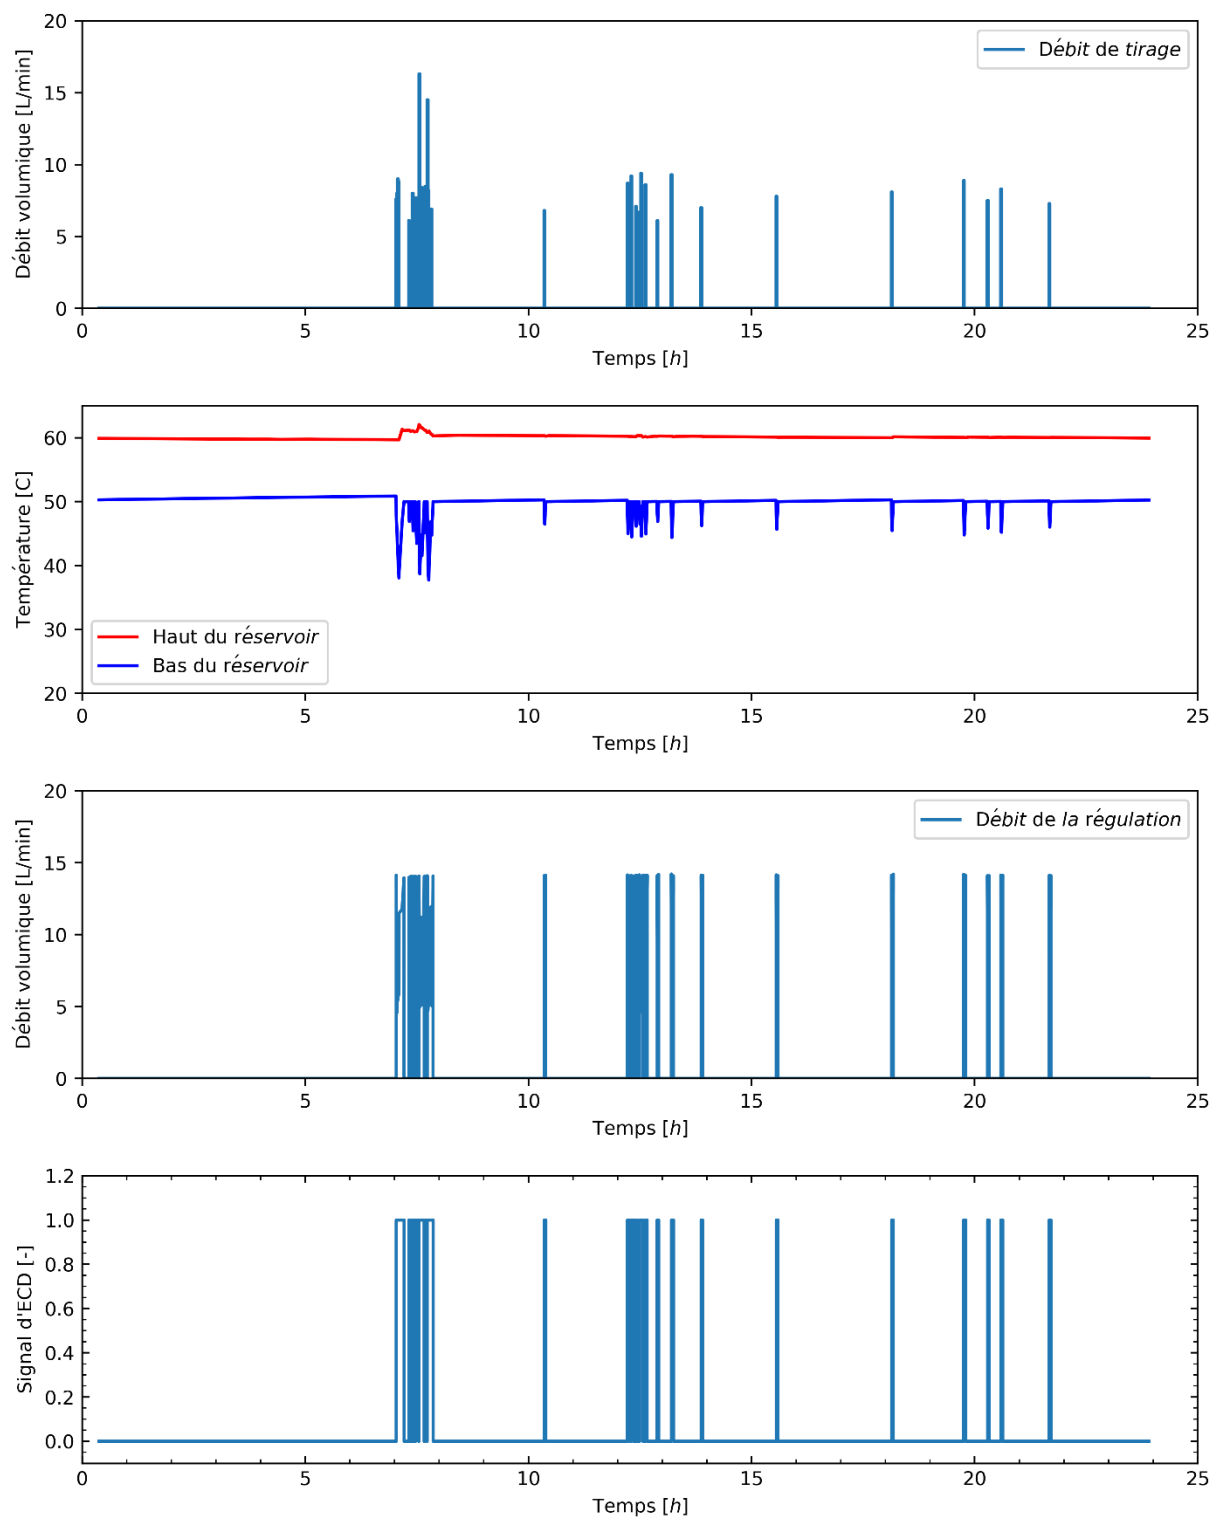 20
15
10
5
0
Débit volumique [L/min]
Débit de tirage
0 5 10 15 20 25
Temps [h]
60
50
40
30
20
Température [C]
Haut du réservoir
Bas du réservoir
0 5 10 15 20 25
Temps [h]
20
15
10
5
0
Débit volumique [L/min]
Débit de la régulation
0 5 10 15 20 25
Temps [h]
1.2
1.0
0.8
0.6
0.4
0.2
0.0
Signal d'ECD [-]
0 5 10 15 20 25
Temps [h]